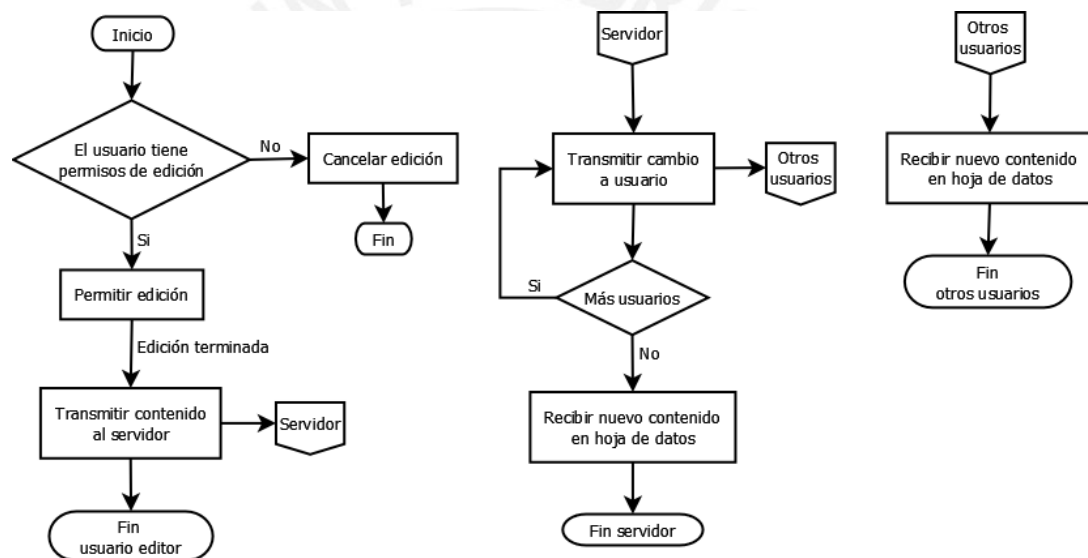 Inicio
El usuario tiene
permisos de edición
No
Cancelar edición
Fin
Si
Permitir edición
Edición terminada
Transmitir contenido
al servidor
Servidor
Fin
usuario editor
Servidor
Transmitir cambio
a usuario
Otros
usuarios
Si
Más usuarios
No
Recibir nuevo contenido
en hoja de datos
Fin servidor
Otros
usuarios
Recibir nuevo contenido
en hoja de datos
Fin
otros usuarios